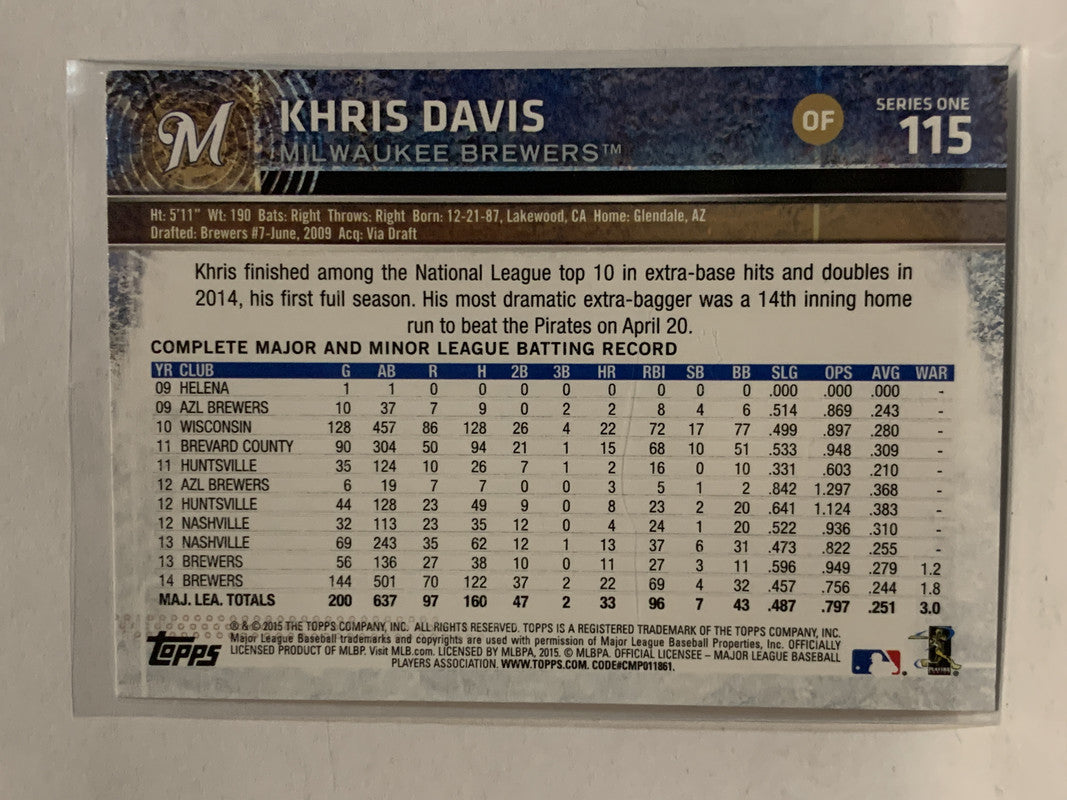 M
KHRIS DAVIS
MILWAUKEE BREWERS™
OF
SERIES ONE
115
Ht: 5'11" Wt: 190 Bats: Right Throws: Right Born: 12-21-87, Lakewood, CA Home: Glendale, AZ
Drafted: Brewers #7-June, 2009 Acq: Via Draft
Khris finished among the National League top 10 in extra-base hits and doubles in
2014, his first full season. His most dramatic extra-bagger was a 14th inning home
run to beat the Pirates on April 20.
COMPLETE MAJOR AND MINOR LEAGUE BATTING RECORD
YR CLUB G AB R H 2B 3B HR RBI SB BB SLG OPS AVG WAR
09 HELENA 1 1 0 0 0 0 0 0 0 0 .000 .000 .000 -
09 AZL BREWERS 10 37 7 9 0 2 2 8 4 6 .514 .869 .243 -
10 WISCONSIN 128 457 86 128 26 4 22 72 17 77 .499 .897 .280 -
11 BREVARD COUNTY 90 304 50 94 21 1 15 68 10 51 .533 .948 .309 -
11 HUNTSVILLE 35 124 10 26 7 1 2 16 0 10 .331 .603 .210 -
12 AZL BREWERS 6 19 7 7 0 0 3 5 1 2 .842 1.297 .368 -
12 HUNTSVILLE 44 128 23 49 9 0 8 23 2 20 .641 1.124 .383 -
12 NASHVILLE 32 113 23 35 12 0 4 24 1 20 .522 .936 .310 -
13 NASHVILLE 69 243 35 62 12 1 13 37 6 31 .473 .822 .255 -
13 BREWERS 56 136 27 38 10 0 11 27 3 11 .596 .949 .279 1.2
14 BREWERS 144 501 70 122 37 2 22 69 4 32 .457 .756 .244 1.8
MAJ. LEA. TOTALS 200 637 97 160 47 2 33 96 7 43 .487 .797 .251 3.0
® & © 2015 THE TOPPS COMPANY, INC. ALL RIGHTS RESERVED. TOPPS IS A REGISTERED TRADEMARK OF THE TOPPS COMPANY, INC.
Major League Baseball trademarks and copyrights are used with permission of Major League Baseball Properties, Inc. OFFICIALLY
LICENSED PRODUCT OF MLBP. Visit MLB.com. LICENSED BY MLBPA, 2015. © MLBPA. OFFICIAL LICENSEE – MAJOR LEAGUE BASEBALL
PLAYERS ASSOCIATION. WWW.TOPPS.COM. CODE#CMP011861.
Topps